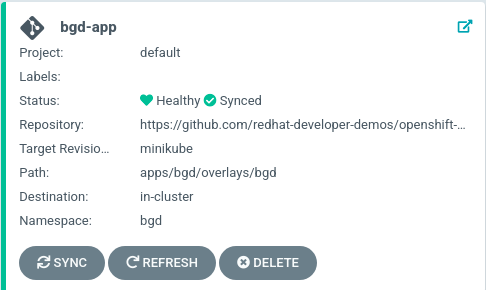 bgd-app
Project: default
Labels:
Status: Healthy Synced
Repository: https://github.com/redhat-developer-demos/openshift-...
Target Revisio... minikube
Path: apps/bgd/overlays/bgd
Destination: in-cluster
Namespace: bgd
SYNC REFRESH DELETE